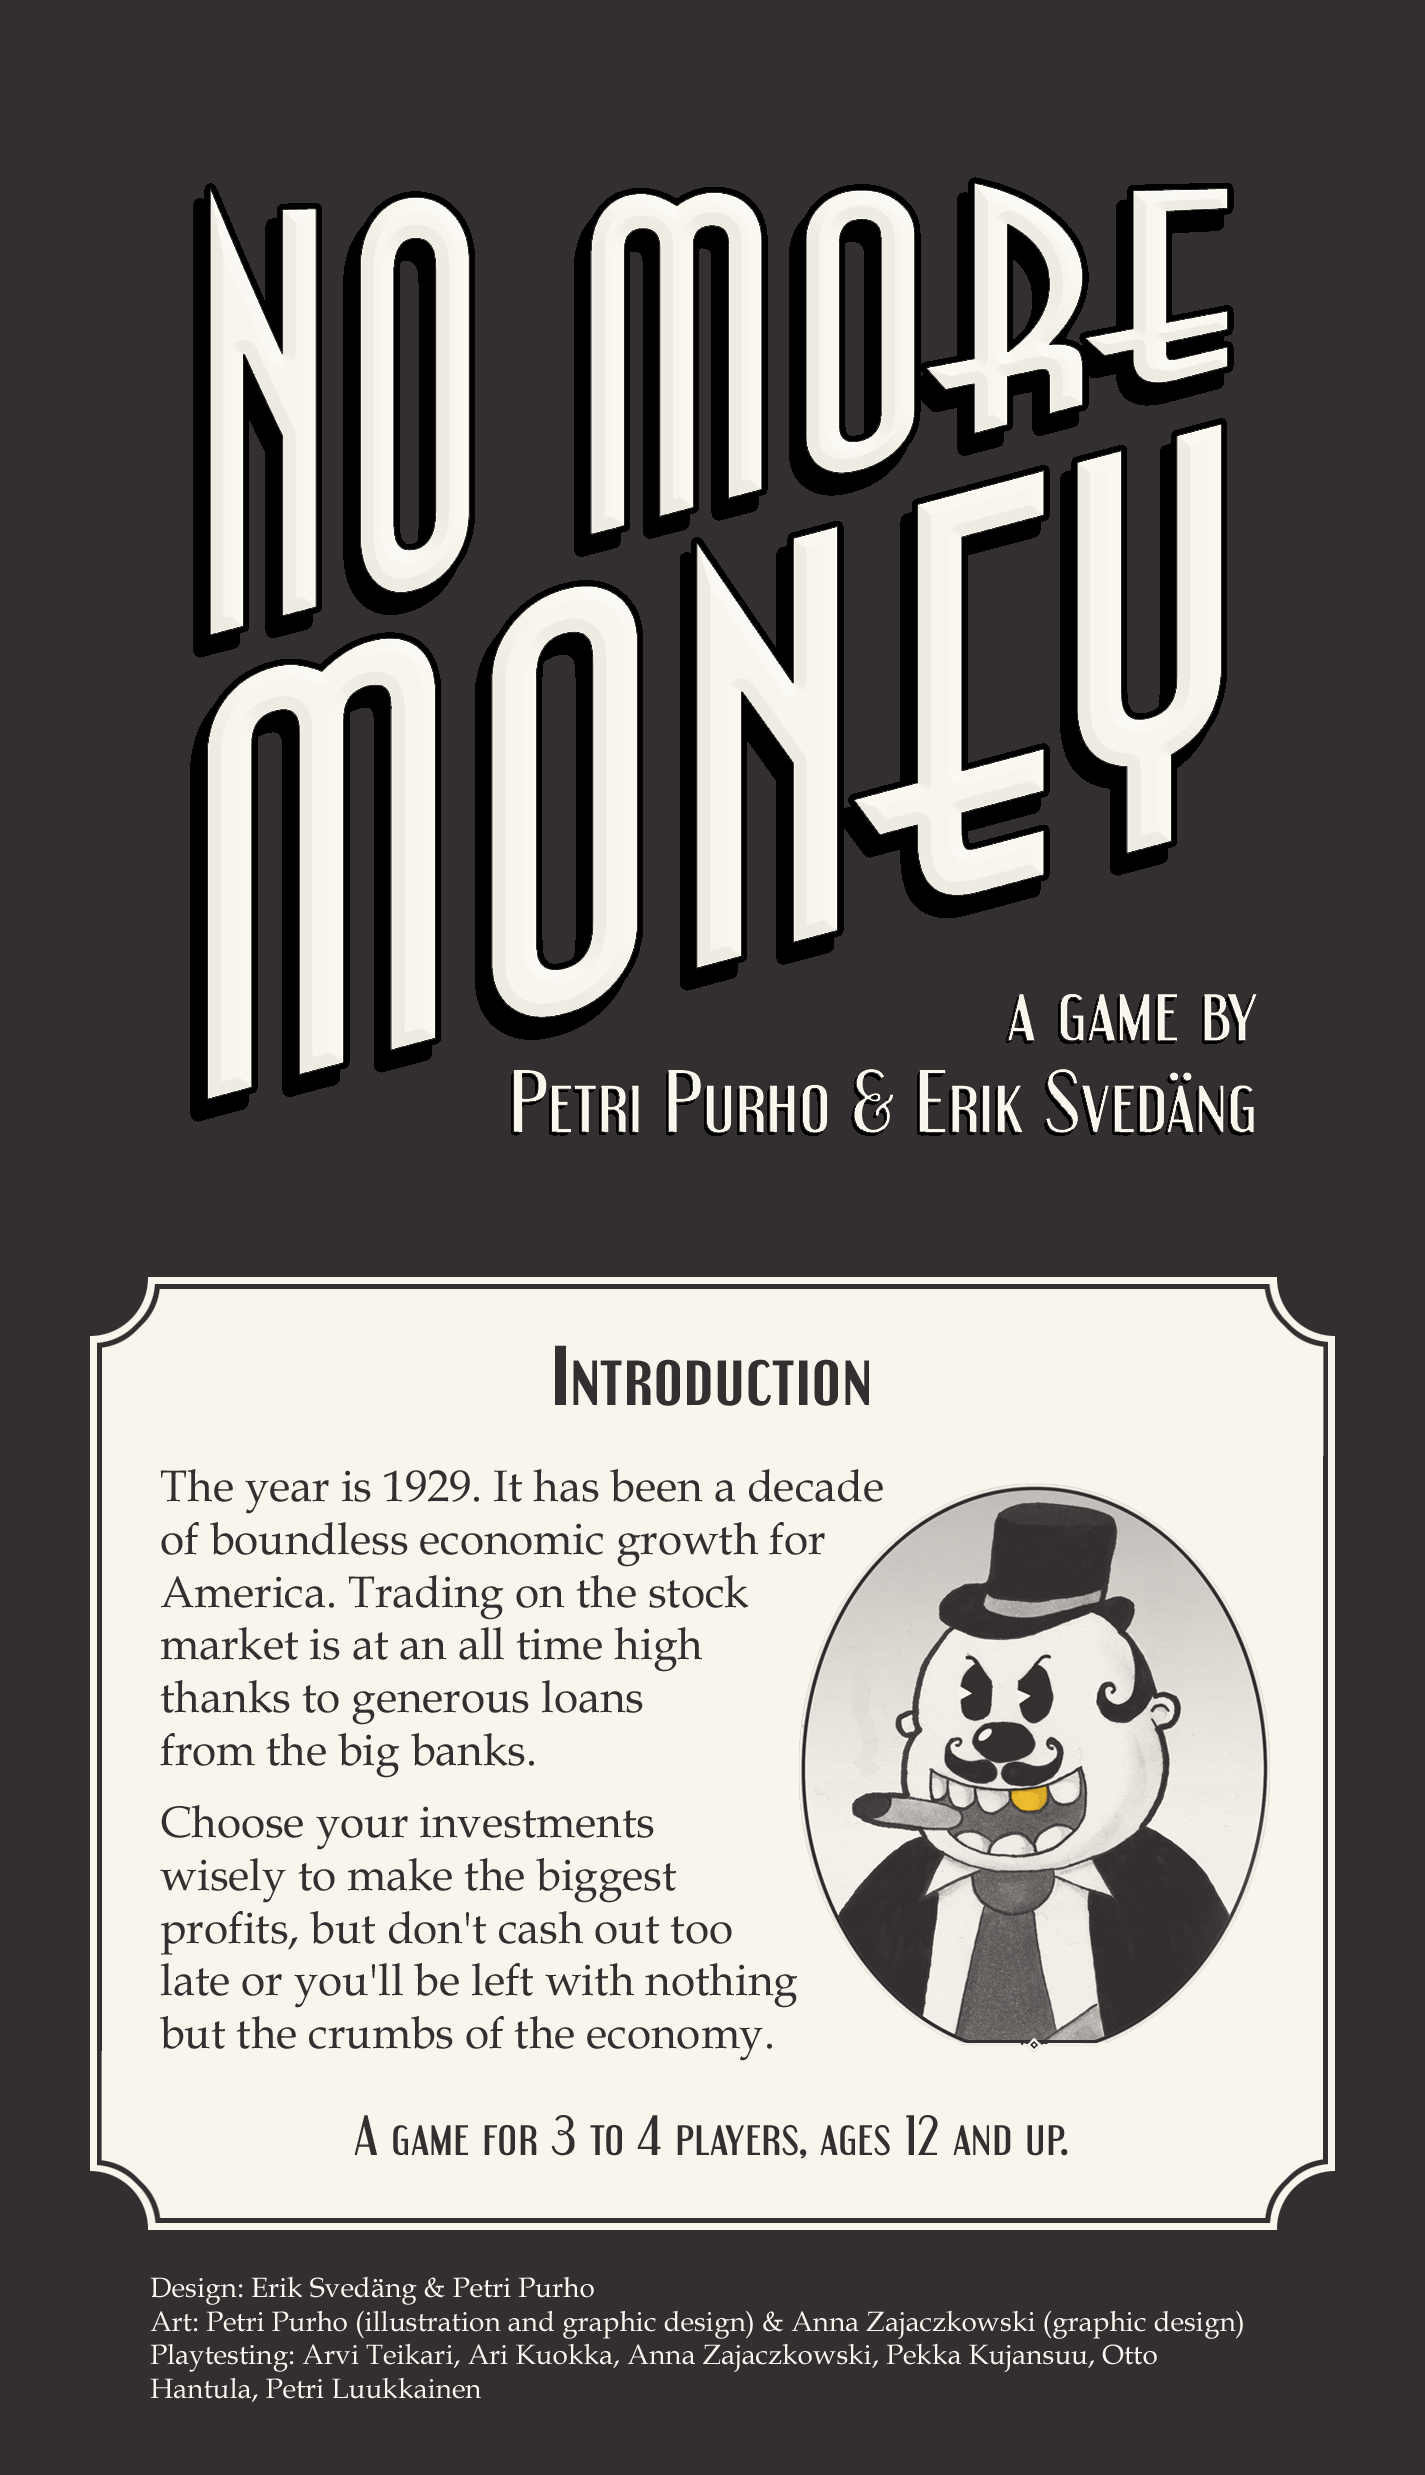 NO MORE
MONEY
A GAME BY
PETRI PURHO & ERIK SVEDÄNG
INTRODUCTION
The year is 1929. It has been a decade
of boundless economic growth for
America. Trading on the stock
market is at an all time high
thanks to generous loans
from the big banks.
Choose your investments
wisely to make the biggest
profits, but don't cash out too
late or you'll be left with nothing
but the crumbs of the economy.
A GAME FOR 3 TO 4 PLAYERS, AGES 12 AND UP.
Design: Erik Svedäng & Petri Purho
Art: Petri Purho (illustration and graphic design) & Anna Zajaczkowski (graphic design)
Playtesting: Arvi Teikari, Ari Kuokka, Anna Zajaczkowski, Pekka Kujansuu, Otto
Hantula, Petri Luukkainen